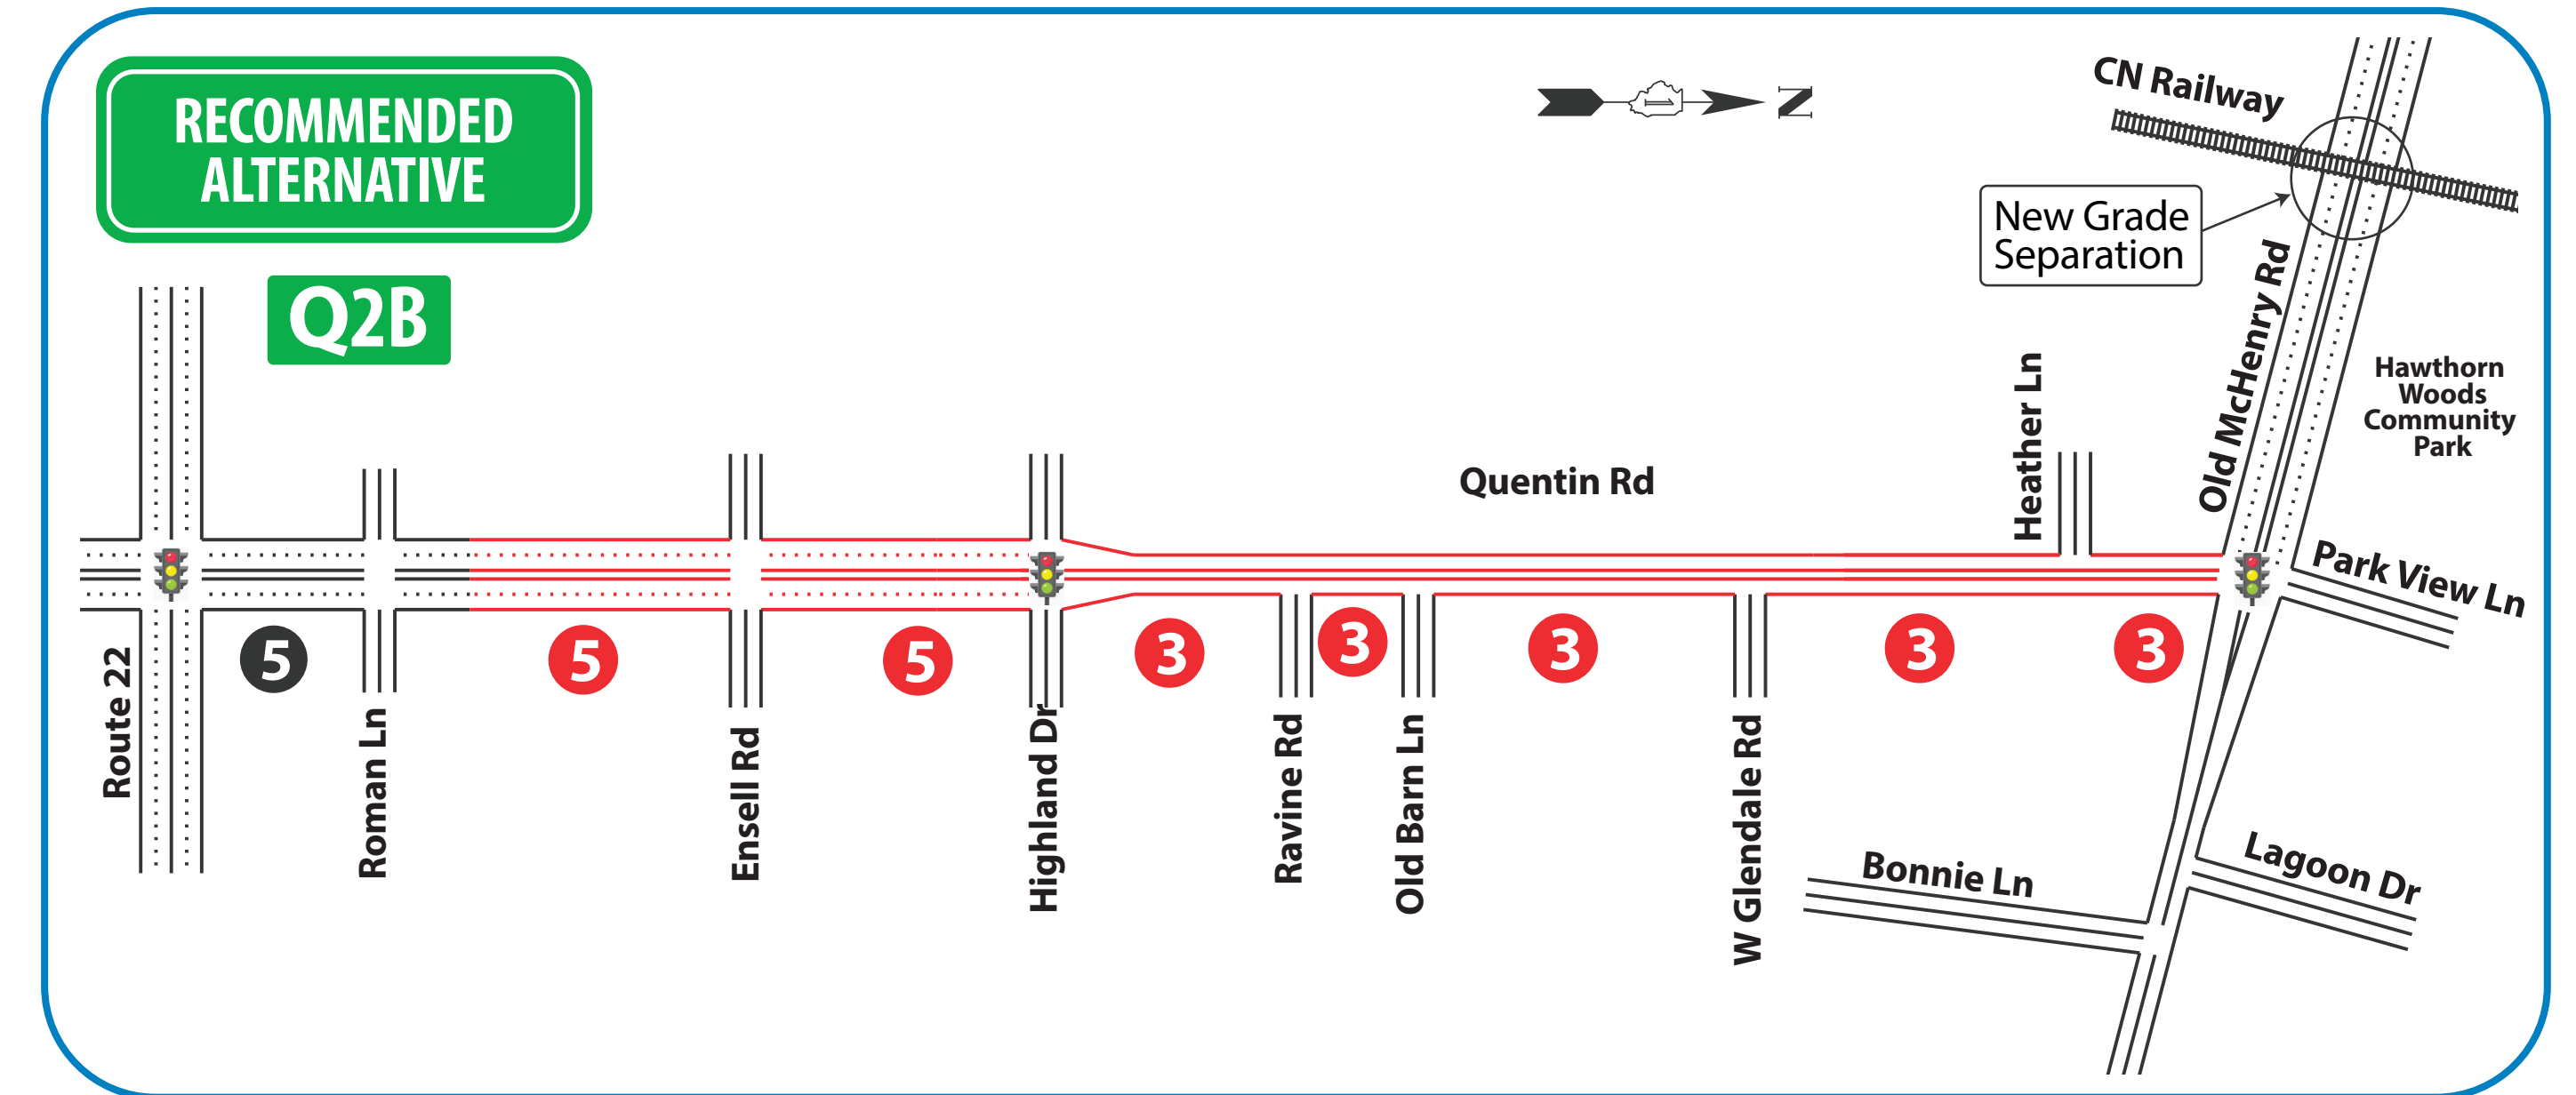 RECOMMENDED
ALTERNATIVE
Q2B
N
CN Railway
New Grade
Separation
Old McHenry Rd
Hawthorn
Woods
Community
Park
Heather Ln
Quentin Rd
Park View Ln
5
5
5
3
3
3
3
3
Route 22
Roman Ln
Ensell Rd
Highland Dr
Ravine Rd
Old Barn Ln
W Glendale Rd
Bonnie Ln
Lagoon Dr